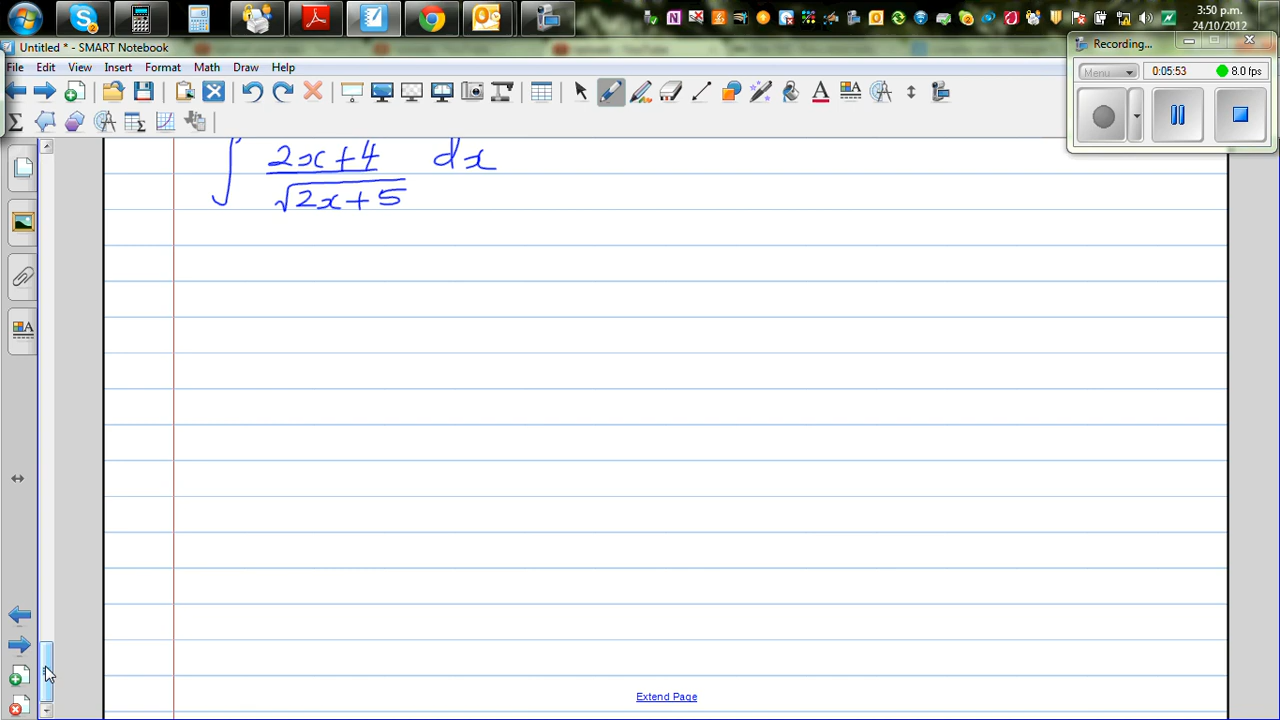 3:50 p.m.
24/10/2012
Untitled * - SMART Notebook
Recording...
File Edit View Insert Format Math Draw Help
Menu 0:05:53 8.0 fps
∫ 2x+4 dx
√2x+5
Extend Page